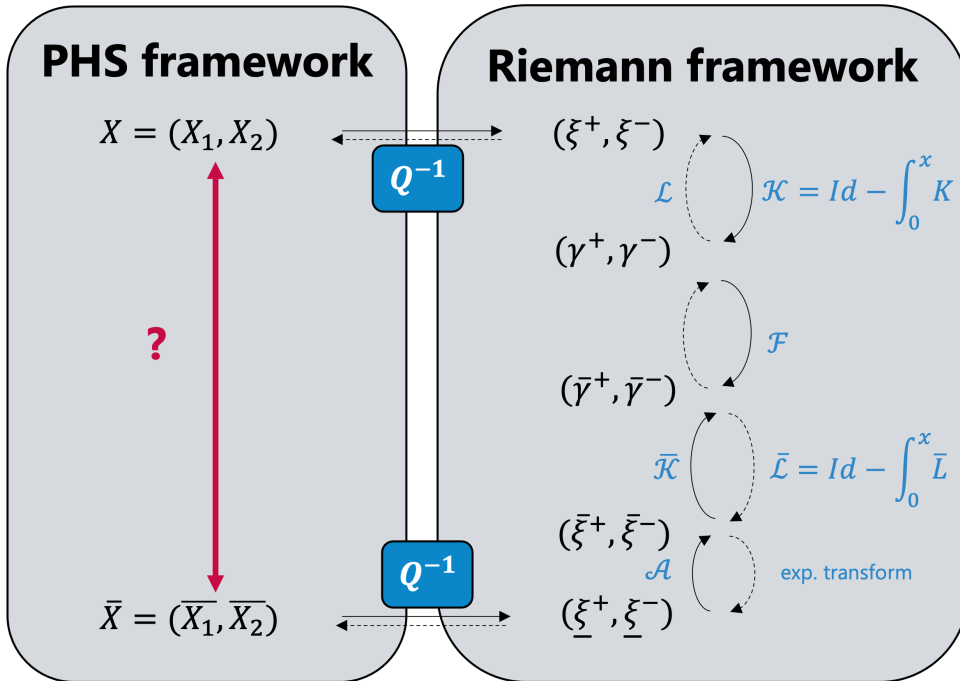 PHS framework
Riemann framework
X = (X₁, X₂)
(ξ⁺, ξ⁻)
Q⁻¹
ℒ
𝒦 = Id − ∫₀ˣ K
(γ⁺, γ⁻)
?
ℱ
(γ̄⁺, γ̄⁻)
𝒦̄
ℒ̄ = Id − ∫₀ˣ L̄
(ξ̄⁺, ξ̄⁻)
Q⁻¹
𝒜
exp. transform
X̄ = (X̄₁, X̄₂)
(ξ̲⁺, ξ̲⁻)